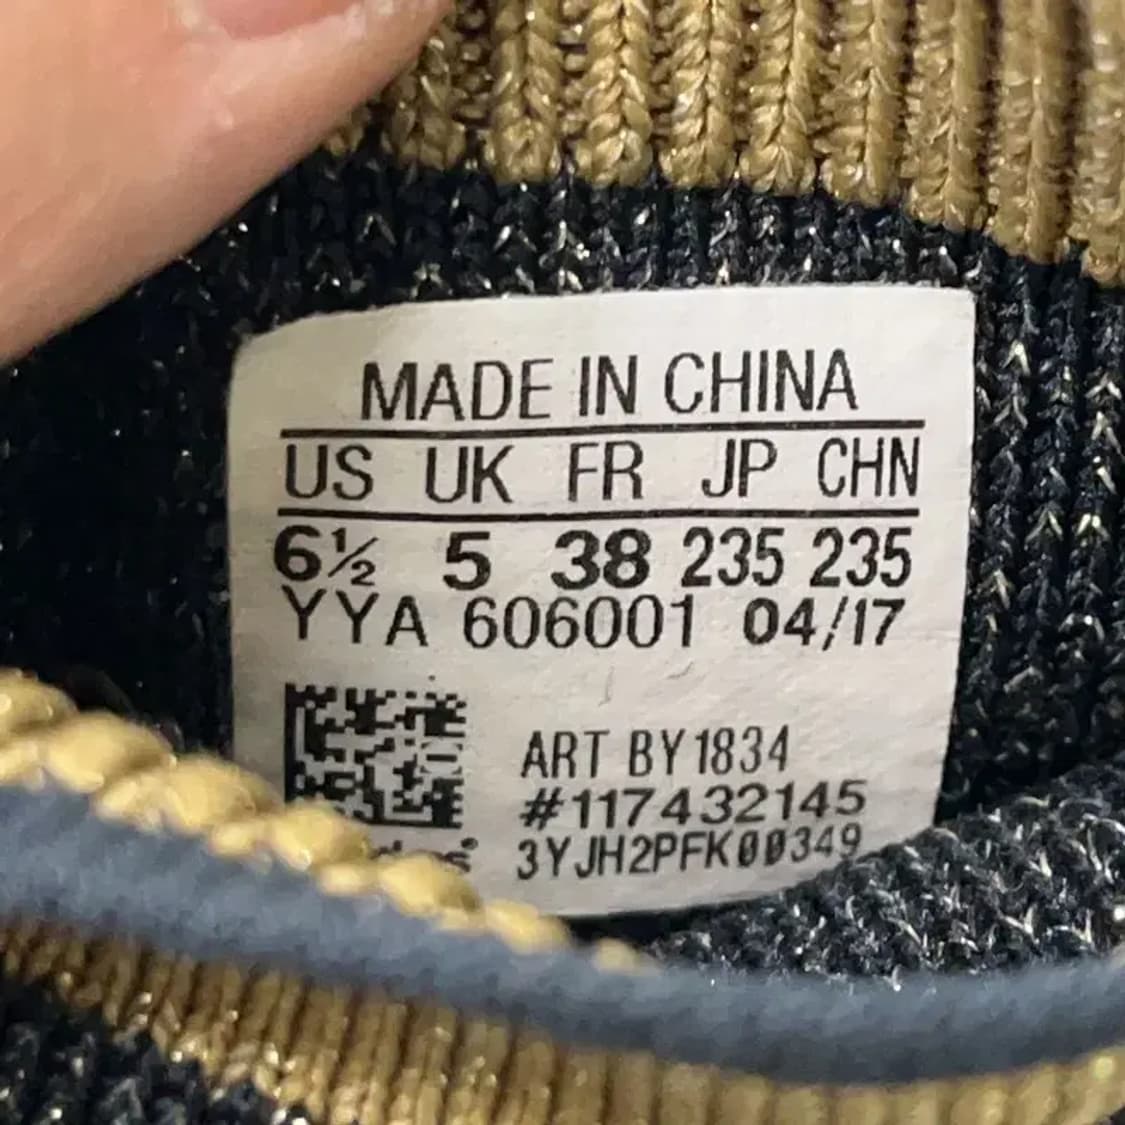 MADE IN CHINA
US UK FR JP CHN
6½ 5 38 235 235
YYA 606001 04/17
ART BY1834
#117432145
3YJH2PFK00349